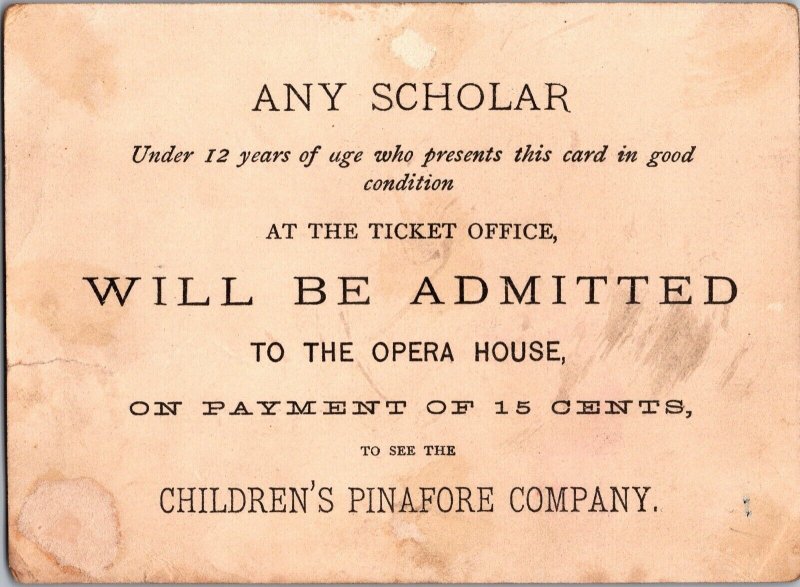 ANY SCHOLAR
Under 12 years of age who presents this card in good
condition
AT THE TICKET OFFICE,
WILL BE ADMITTED
TO THE OPERA HOUSE,
ON PAYMENT OF 15 CENTS,
TO SEE THE
CHILDREN'S PINAFORE COMPANY.